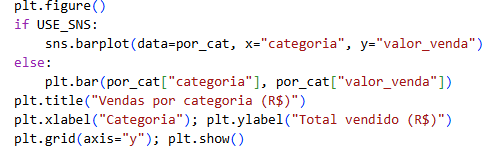 plt.figure()
if USE_SNS:
    sns.barplot(data=por_cat, x="categoria", y="valor_venda")
else:
    plt.bar(por_cat["categoria"], por_cat["valor_venda"])
plt.title("Vendas por categoria (R$)")
plt.xlabel("Categoria"); plt.ylabel("Total vendido (R$)")
plt.grid(axis="y"); plt.show()